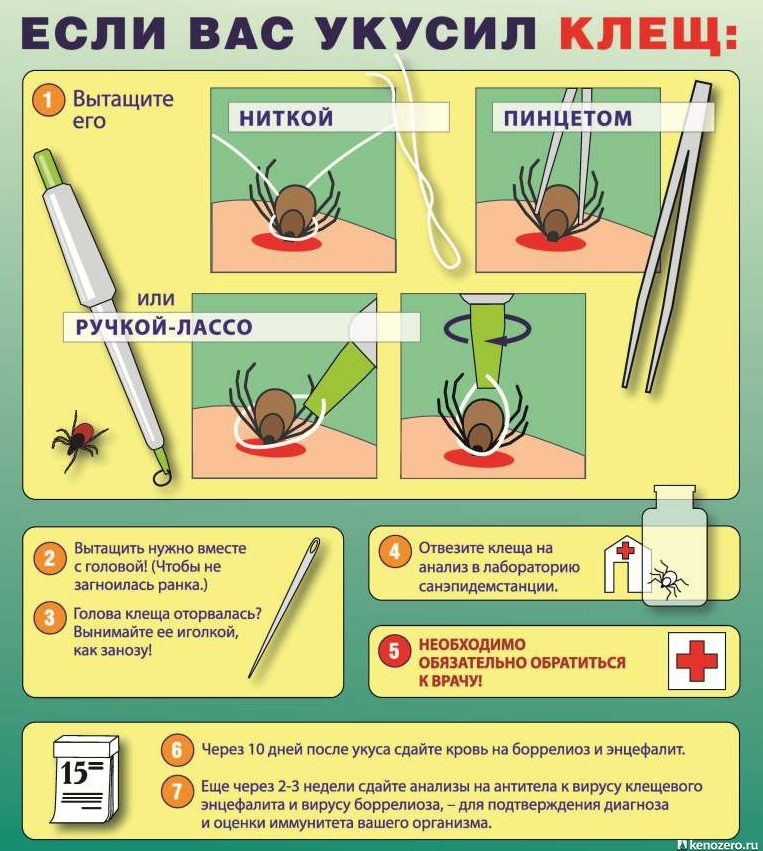 ЕСЛИ ВАС УКУСИЛ КЛЕЩ:
1 Вытащите
его
НИТКОЙ
ПИНЦЕТОМ
ИЛИ
РУЧКОЙ-ЛАССО
2 Вытащить нужно вместе
с головой! (Чтобы не
загноилась ранка.)
3 Голова клеща оторвалась?
Вынимайте ее иголкой,
как занозу!
4 Отвезите клеща на
анализ в лабораторию
санэпидемстанции.
5 НЕОБХОДИМО
ОБЯЗАТЕЛЬНО ОБРАТИТЬСЯ
К ВРАЧУ!
15
6 Через 10 дней после укуса сдайте кровь на боррелиоз и энцефалит.
7 Еще через 2-3 недели сдайте анализы на антитела к вирусу клещевого
энцефалита и вирусу боррелиоза, – для подтверждения диагноза
и оценки иммунитета вашего организма.
kenozero.ru